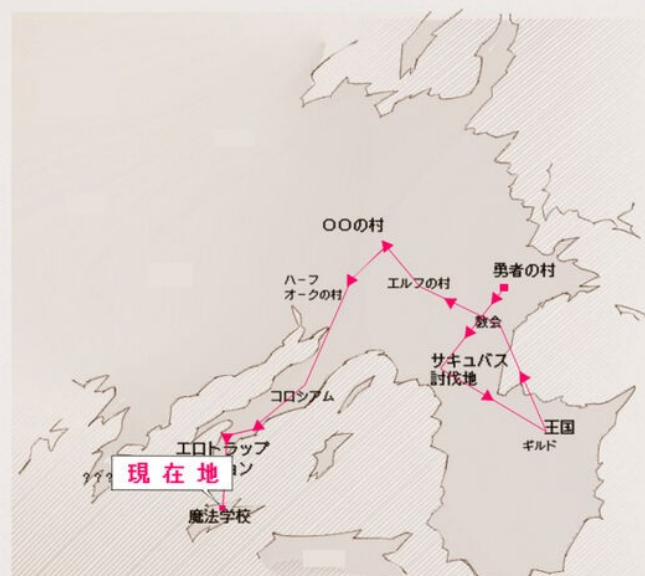 〇〇の村
ハーフ
オークの村
エルフの村
勇者の村
教会
サキュバス
討伐地
コロシアム
王国
ギルド
エロトラップ
ョン
???
現在地
魔法学校